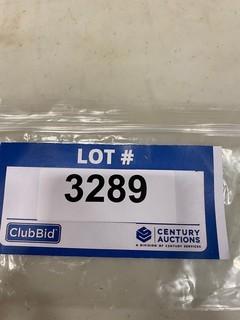 LOT #
3289
ClubBid
CENTURY
AUCTIONS
A DIVISION OF CENTURY SERVICES